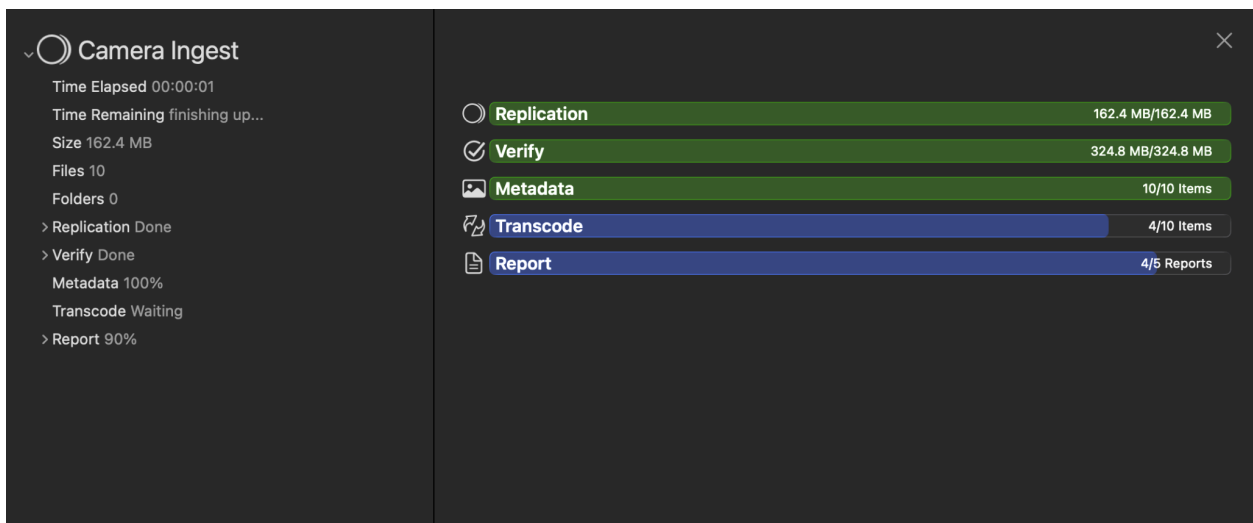 Camera Ingest
Time Elapsed 00:00:01
Time Remaining finishing up...
Size 162.4 MB
Files 10
Folders 0
Replication Done
Verify Done
Metadata 100%
Transcode Waiting
Report 90%
Replication 162.4 MB/162.4 MB
Verify 324.8 MB/324.8 MB
Metadata 10/10 Items
Transcode 4/10 Items
Report 4/5 Reports